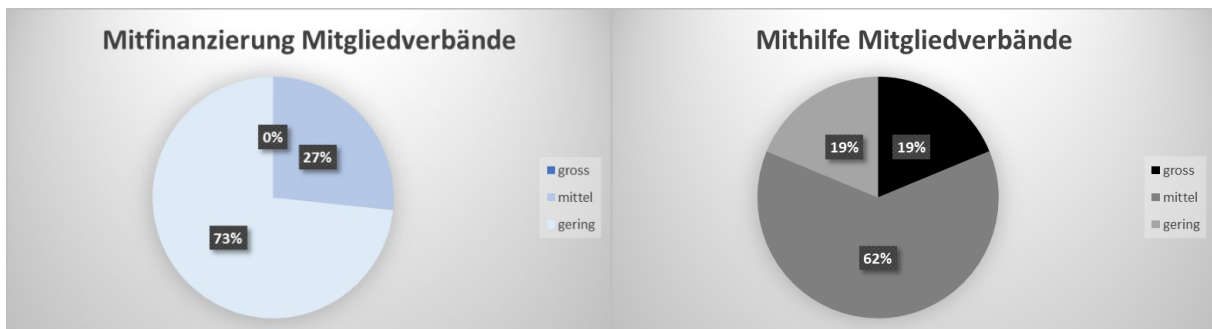 Mitfinanzierung Mitgliedverbände
0%
27%
73%
gross
mittel
gering
Mithilfe Mitgliedverbände
19%
19%
62%
gross
mittel
gering